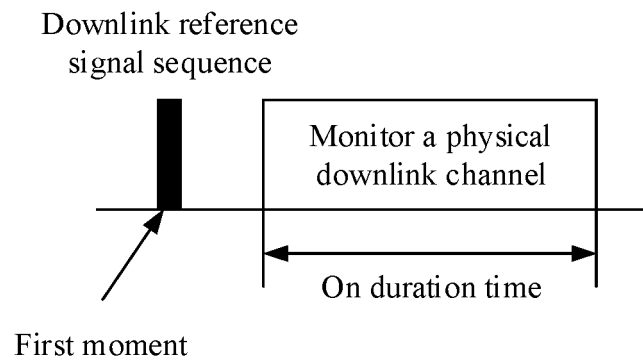 Downlink reference
signal sequence
Monitor a physical
downlink channel
On duration time
First moment